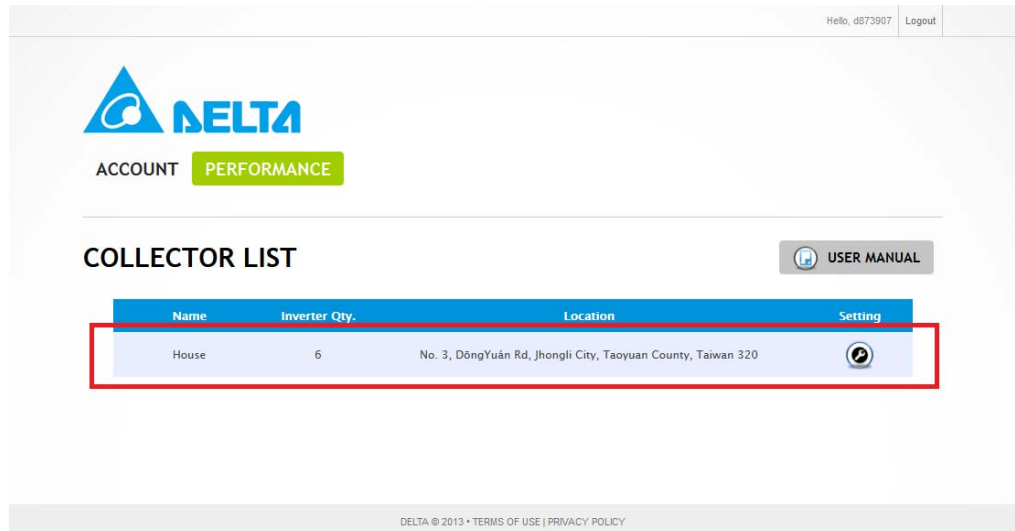 Hello, d873907 Logout
DELTA
ACCOUNT PERFORMANCE
COLLECTOR LIST
USER MANUAL
Name Inverter Qty. Location Setting
House 6 No. 3, DōngYuán Rd, Jhongli City, Taoyuan County, Taiwan 320
DELTA @ 2013 • TERMS OF USE | PRIVACY POLICY